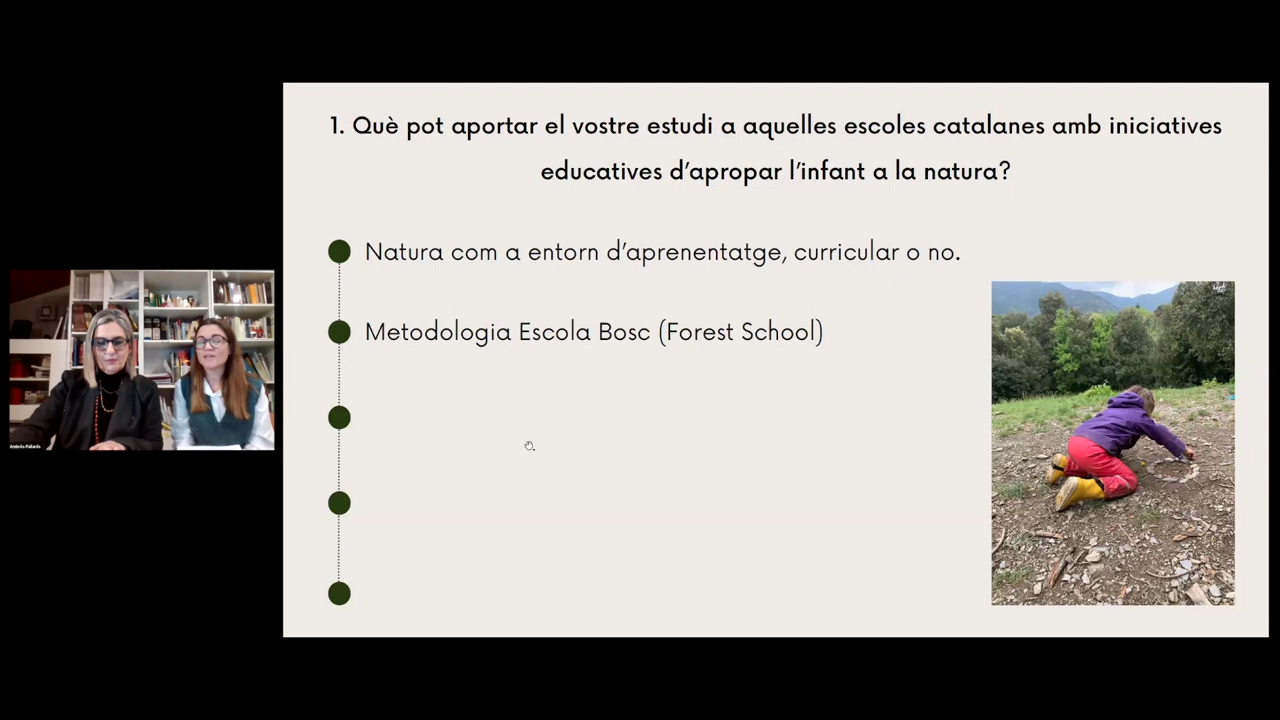 1. Què pot aportar el vostre estudi a aquelles escoles catalanes amb iniciatives
educatives d'apropar l'infant a la natura?
Natura com a entorn d'aprenentatge, curricular o no.
Metodologia Escola Bosc (Forest School)